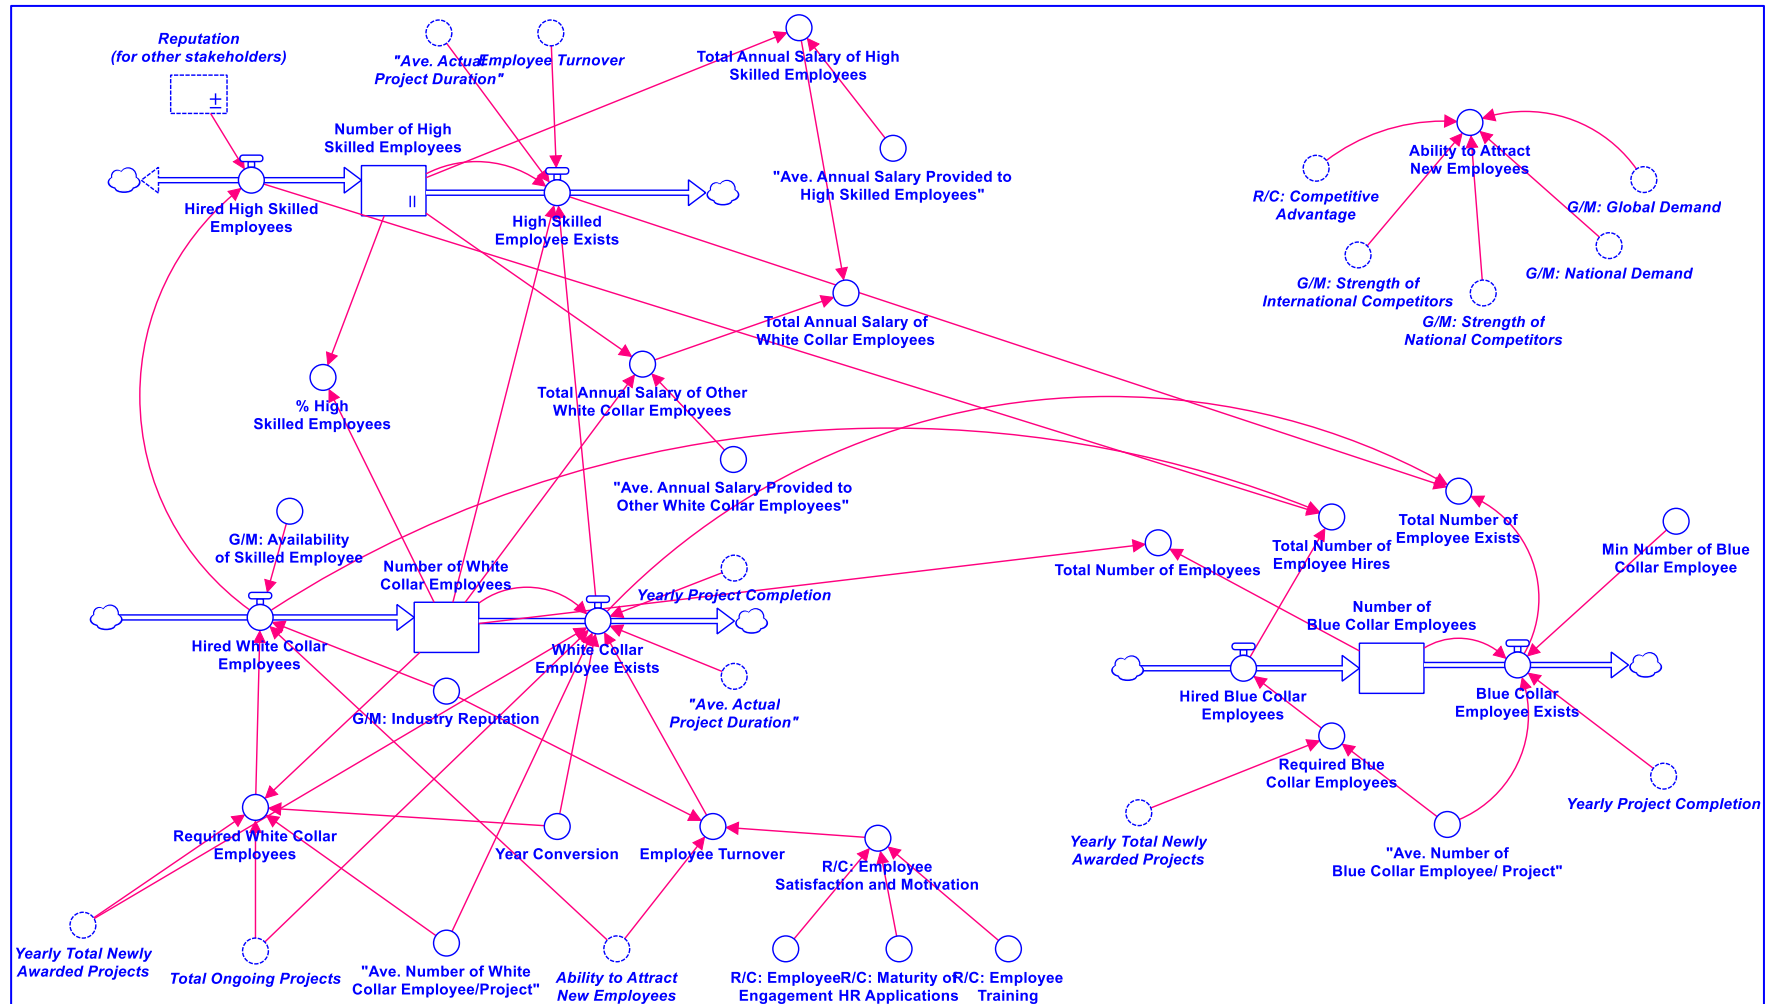 Reputation
(for other stakeholders)
±
"Ave. Actual
Project Duration"
Employee Turnover
Total Annual Salary of High
Skilled Employees
Number of High
Skilled Employees
"Ave. Annual Salary Provided to
High Skilled Employees"
Hired High Skilled
Employees
High Skilled
Employee Exists
Ability to Attract
New Employees
R/C: Competitive
Advantage
G/M: Global Demand
G/M: Strength of
International Competitors
G/M: National Demand
G/M: Strength of
National Competitors
Total Annual Salary of
White Collar Employees
% High
Skilled Employees
Total Annual Salary of Other
White Collar Employees
"Ave. Annual Salary Provided to
Other White Collar Employees"
G/M: Availability
of Skilled Employee
Number of White
Collar Employees
Yearly Project Completion
Total Number of Employees
Total Number of
Employee Hires
Total Number of
Employee Exists
Min Number of Blue
Collar Employee
Number of
Blue Collar Employees
Hired White Collar
Employees
White Collar
Employee Exists
"Ave. Actual
Project Duration"
G/M: Industry Reputation
Hired Blue Collar
Employees
Blue Collar
Employee Exists
Required Blue
Collar Employees
Yearly Project Completion
Required White Collar
Employees
Year Conversion
Employee Turnover
R/C: Employee
Satisfaction and Motivation
Yearly Total Newly
Awarded Projects
"Ave. Number of
Blue Collar Employee/ Project"
Yearly Total Newly
Awarded Projects
Total Ongoing Projects
"Ave. Number of White
Collar Employee/Project"
Ability to Attract
New Employees
R/C: Employee
Engagement
R/C: Maturity of
HR Applications
R/C: Employee
Training